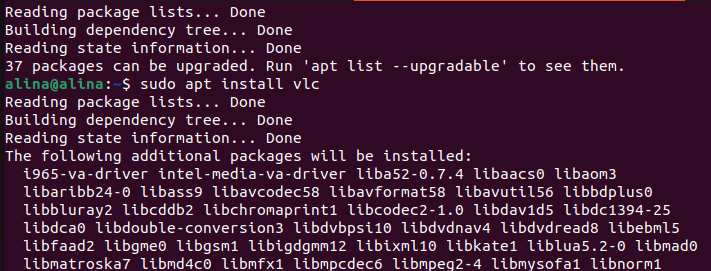 Reading package lists... Done
Building dependency tree... Done
Reading state information... Done
37 packages can be upgraded. Run 'apt list --upgradable' to see them.
alina@alina:~$ sudo apt install vlc
Reading package lists... Done
Building dependency tree... Done
Reading state information... Done
The following additional packages will be installed:
  i965-va-driver intel-media-va-driver liba52-0.7.4 libaacs0 libaom3
  libaribb24-0 libass9 libavcodec58 libavformat58 libavutil56 libbdplus0
  libbluray2 libcddb2 libchromaprint1 libcodec2-1.0 libdav1d5 libdc1394-25
  libdca0 libdouble-conversion3 libdvbpsi10 libdvdnav4 libdvdread8 libebml5
  libfaad2 libgme0 libgsm1 libigdgmm12 libixml10 libkate1 liblua5.2-0 libmad0
  libmatroska7 libmd4c0 libmfx1 libmpcdec6 libmpeg2-4 libmysofa1 libnorm1